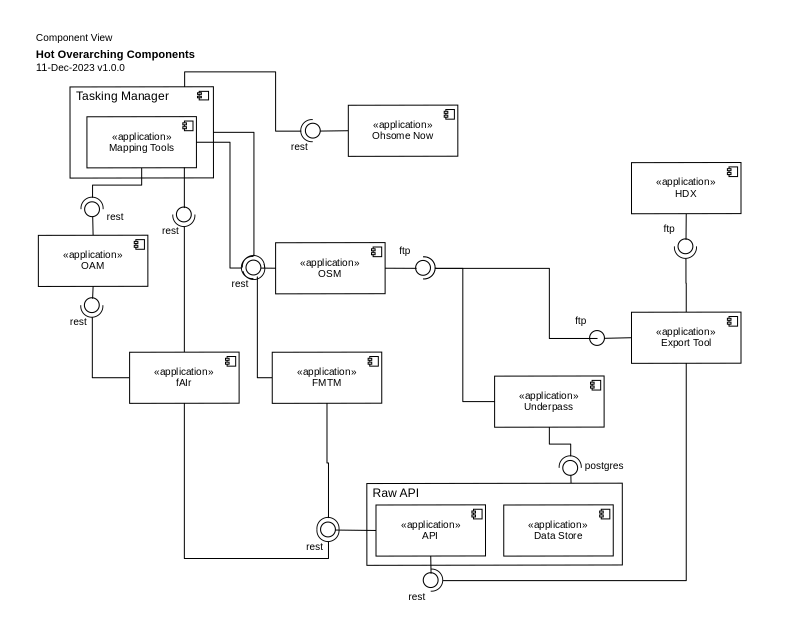 Component View
Hot Overarching Components
11-Dec-2023 v1.0.0
Tasking Manager
«application»
Mapping Tools
«application»
Ohsome Now
rest
«application»
HDX
ftp
rest
rest
«application»
OAM
«application»
OSM
ftp
rest
rest
ftp
«application»
Export Tool
«application»
fAIr
«application»
FMTM
«application»
Underpass
postgres
Raw API
«application»
API
«application»
Data Store
rest
rest